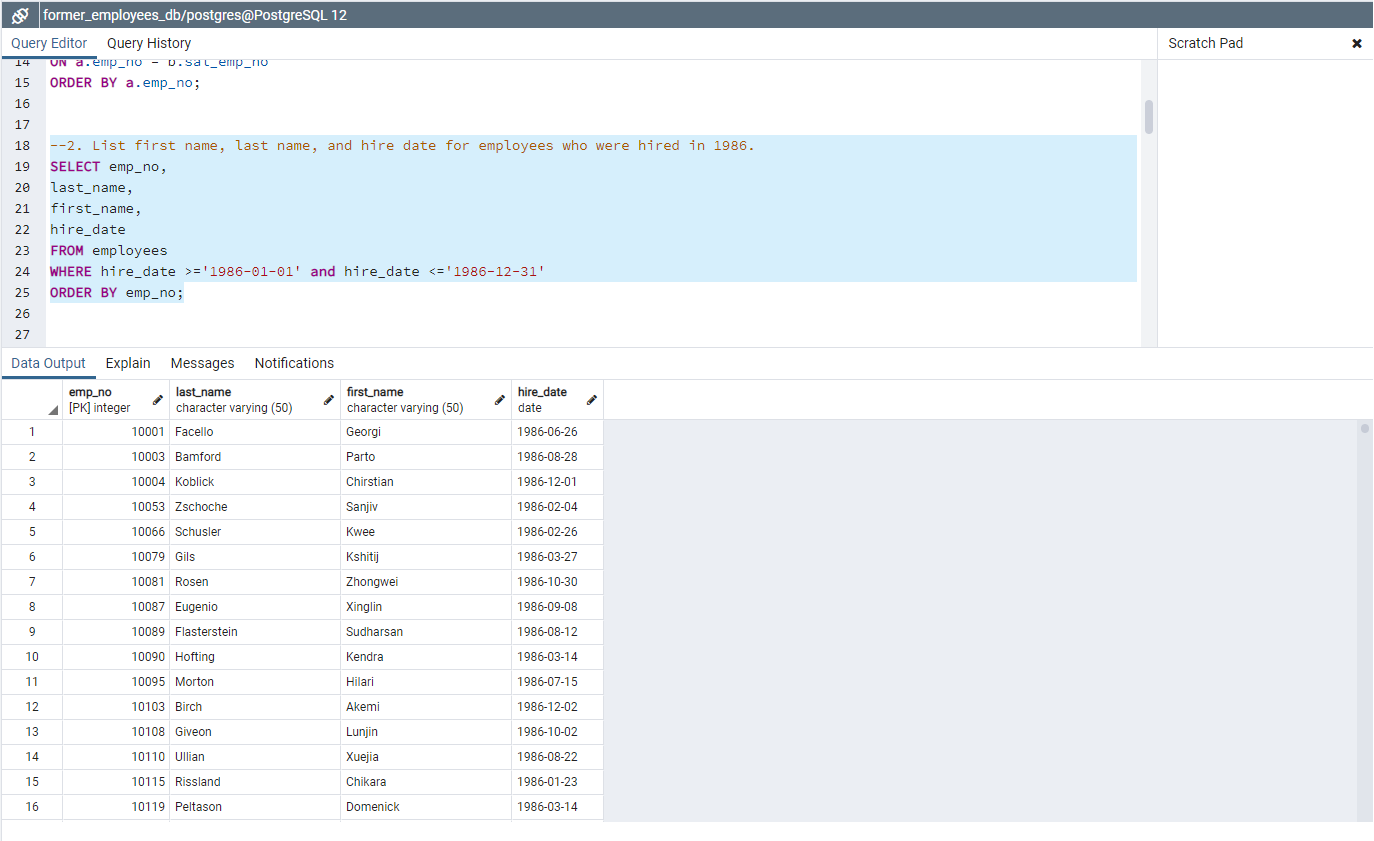 former_employees_db/postgres@PostgreSQL 12
Query Editor Query History Scratch Pad
14 ON a.emp_no = b.sal_emp_no
15 ORDER BY a.emp_no;
16
17
18 --2. List first name, last name, and hire date for employees who were hired in 1986.
19 SELECT emp_no,
20 last_name,
21 first_name,
22 hire_date
23 FROM employees
24 WHERE hire_date >='1986-01-01' and hire_date <='1986-12-31'
25 ORDER BY emp_no;
26
27
Data Output Explain Messages Notifications
emp_no last_name first_name hire_date
[PK] integer character varying (50) character varying (50) date
1 10001 Facello Georgi 1986-06-26
2 10003 Bamford Parto 1986-08-28
3 10004 Koblick Chirstian 1986-12-01
4 10053 Zschoche Sanjiv 1986-02-04
5 10066 Schusler Kwee 1986-02-26
6 10079 Gils Kshitij 1986-03-27
7 10081 Rosen Zhongwei 1986-10-30
8 10087 Eugenio Xinglin 1986-09-08
9 10089 Flasterstein Sudharsan 1986-08-12
10 10090 Hofting Kendra 1986-03-14
11 10095 Morton Hilari 1986-07-15
12 10103 Birch Akemi 1986-12-02
13 10108 Giveon Lunjin 1986-10-02
14 10110 Ullian Xuejia 1986-08-22
15 10115 Rissland Chikara 1986-01-23
16 10119 Peltason Domenick 1986-03-14